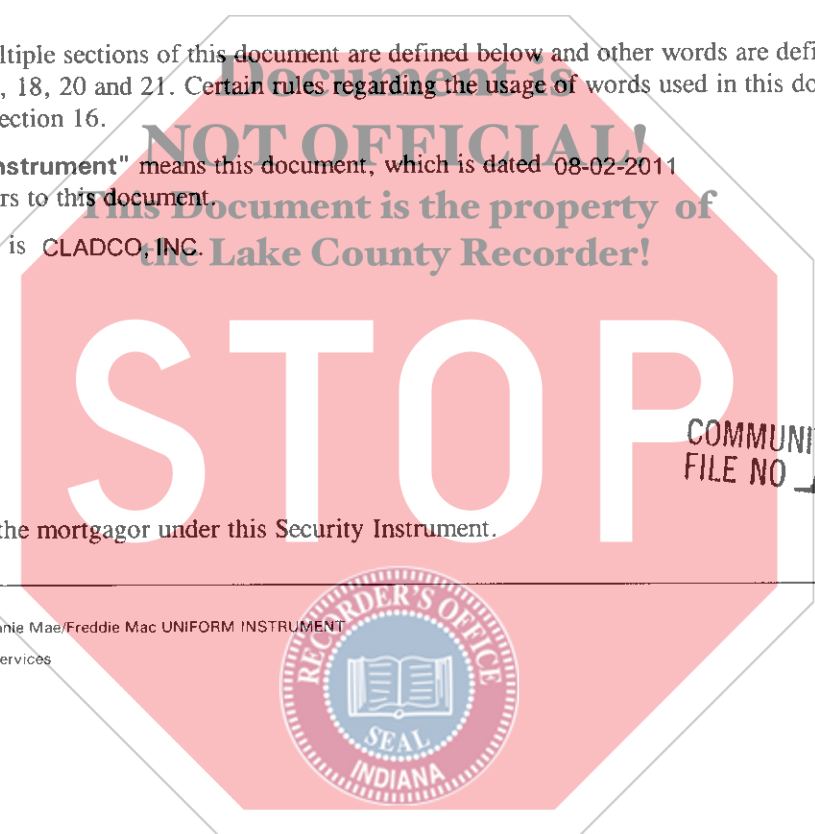 ltiple sections of this document are defined below and other words are defi
, 18, 20 and 21. Certain rules regarding the usage of words used in this do
ection 16.
Document is
NOT OFFICIAL!
This Document is the property of
the Lake County Recorder!
nstrument" means this document, which is dated 08-02-2011
rs to this document.
is CLADCO, INC.
STOP
COMMUNI
FILE NO
the mortgagor under this Security Instrument.
nie Mae/Freddie Mac UNIFORM INSTRUMENT
ervices
RECORDER'S OFFICE
SEAL
INDIANA